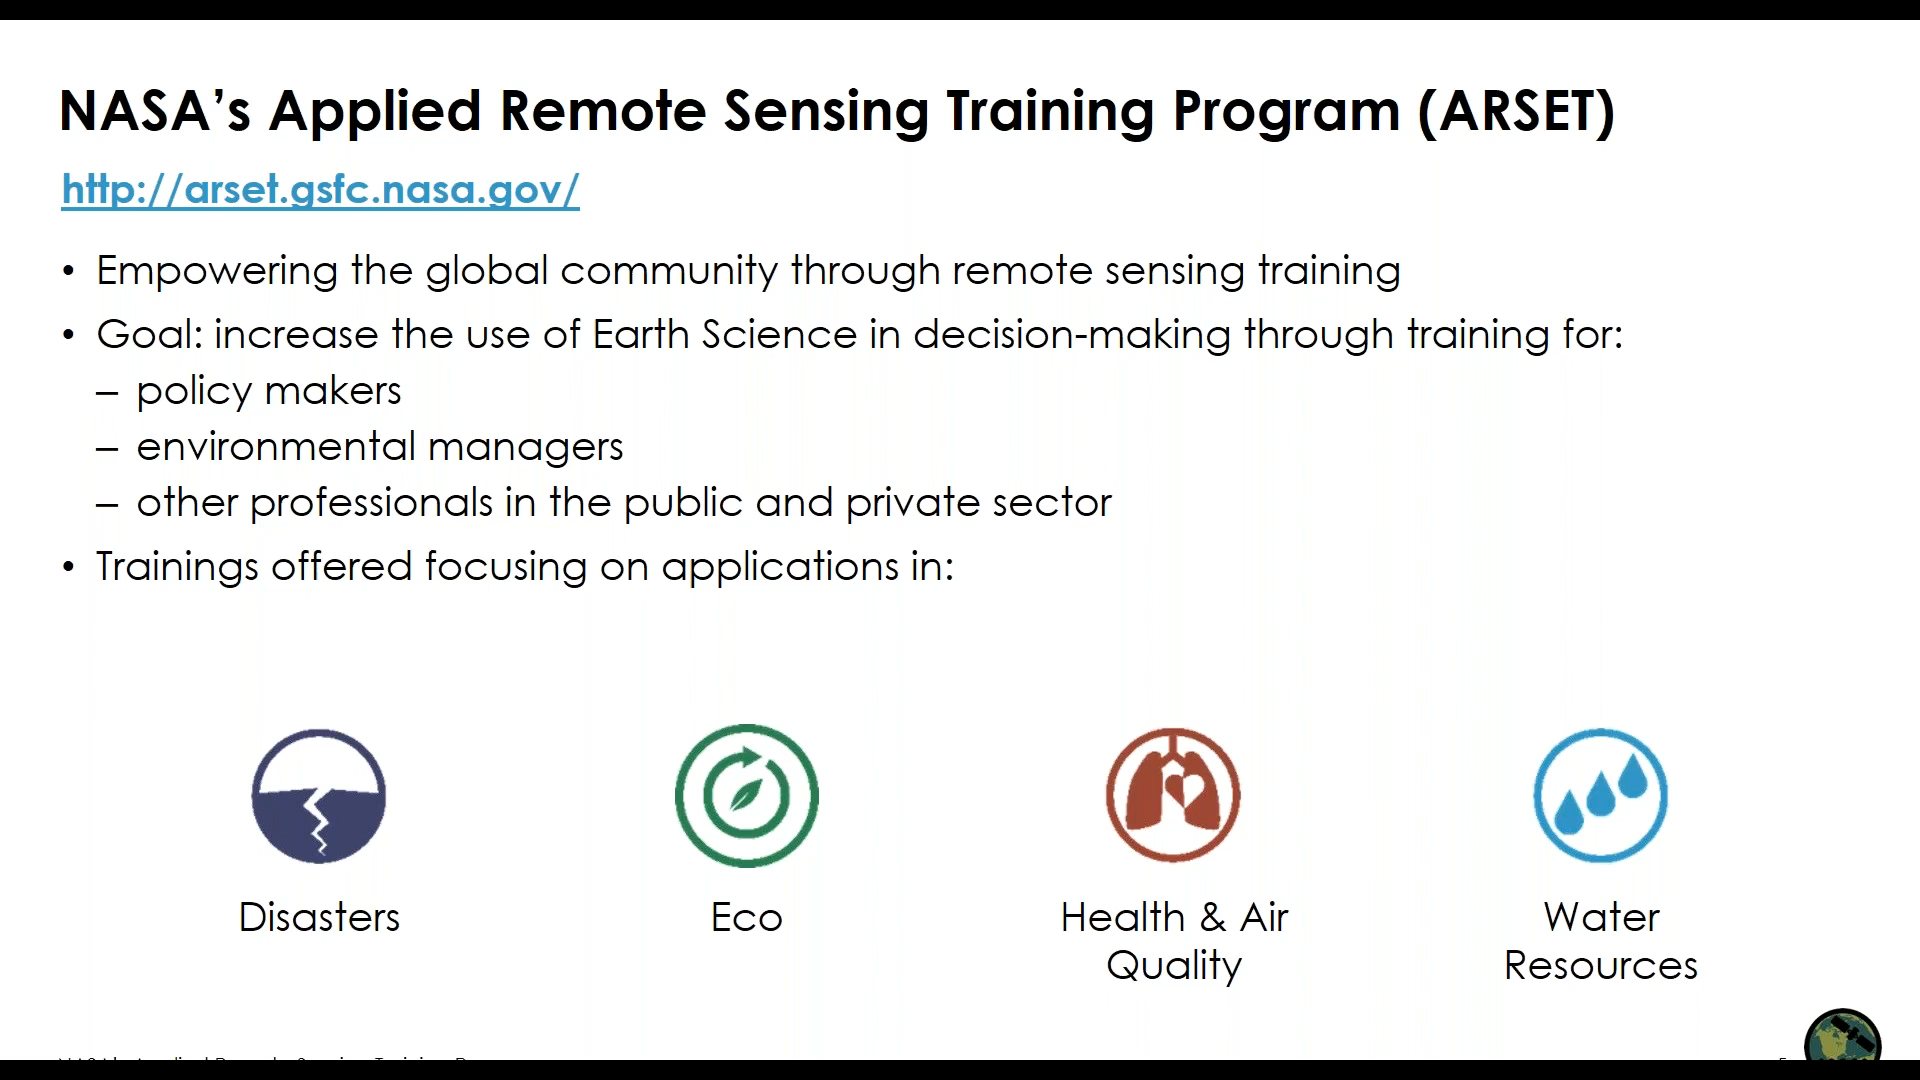 NASA’s Applied Remote Sensing Training Program (ARSET)
http://arset.gsfc.nasa.gov/
• Empowering the global community through remote sensing training
• Goal: increase the use of Earth Science in decision-making through training for:
– policy makers
– environmental managers
– other professionals in the public and private sector
• Trainings offered focusing on applications in:
Disasters
Eco
Health & Air
Quality
Water
Resources